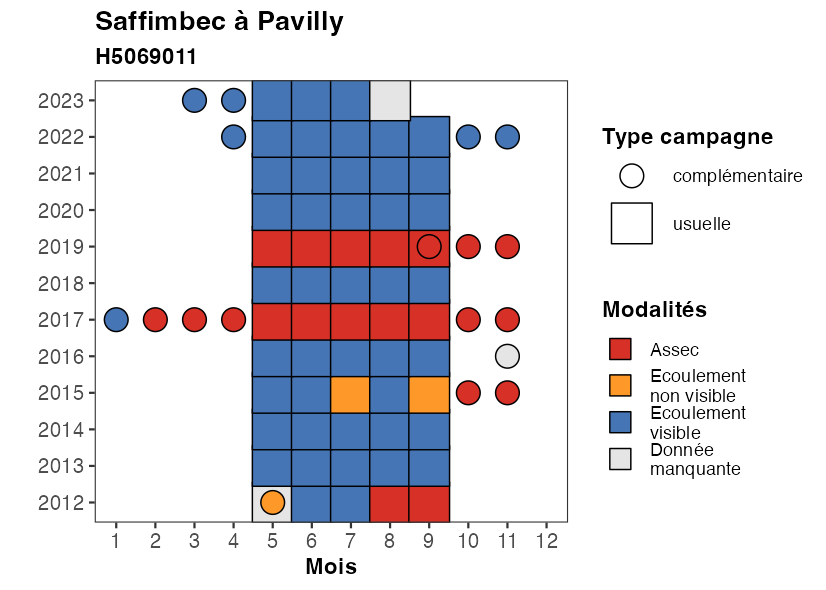 Saffimbec à Pavilly
H5069011
2023
2022
2021
2020
2019
2018
2017
2016
2015
2014
2013
2012
1 2 3 4 5 6 7 8 9 10 11 12
Mois
Type campagne
complémentaire
usuelle
Modalités
Assec
Ecoulement
non visible
Ecoulement
visible
Donnée
manquante